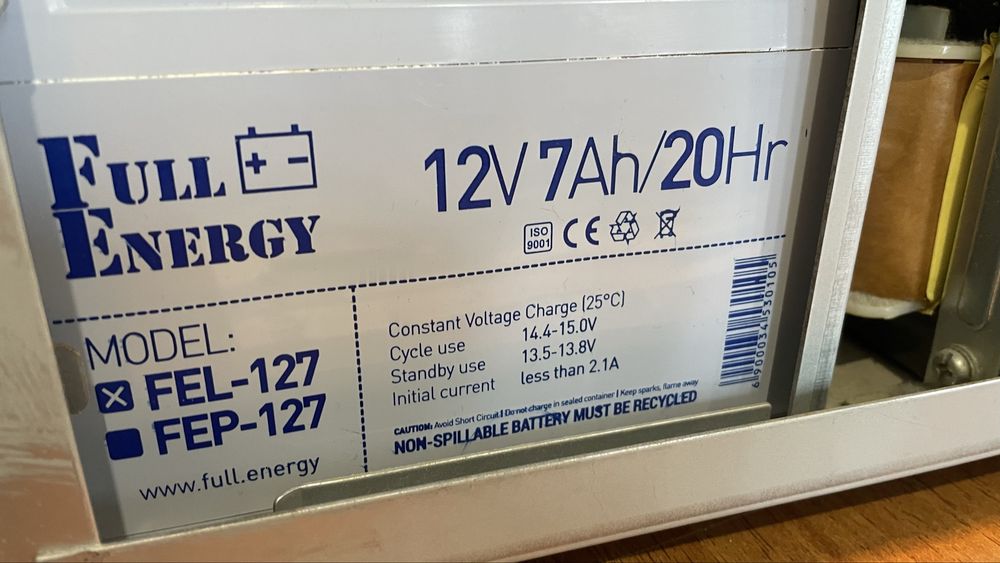 FULL
ENERGY
+ -
12V 7Ah/20Hr
ISO
9001
CE
MODEL:
FEL-127
FEP-127
www.full.energy
Constant Voltage Charge (25°C)
Cycle use 14.4-15.0V
Standby use 13.5-13.8V
Initial current less than 2.1A
CAUTION: Avoid Short Circuit | Do not charge in sealed container | Keep sparks, flame away
NON-SPILLABLE BATTERY MUST BE RECYCLED
6 900034 530105